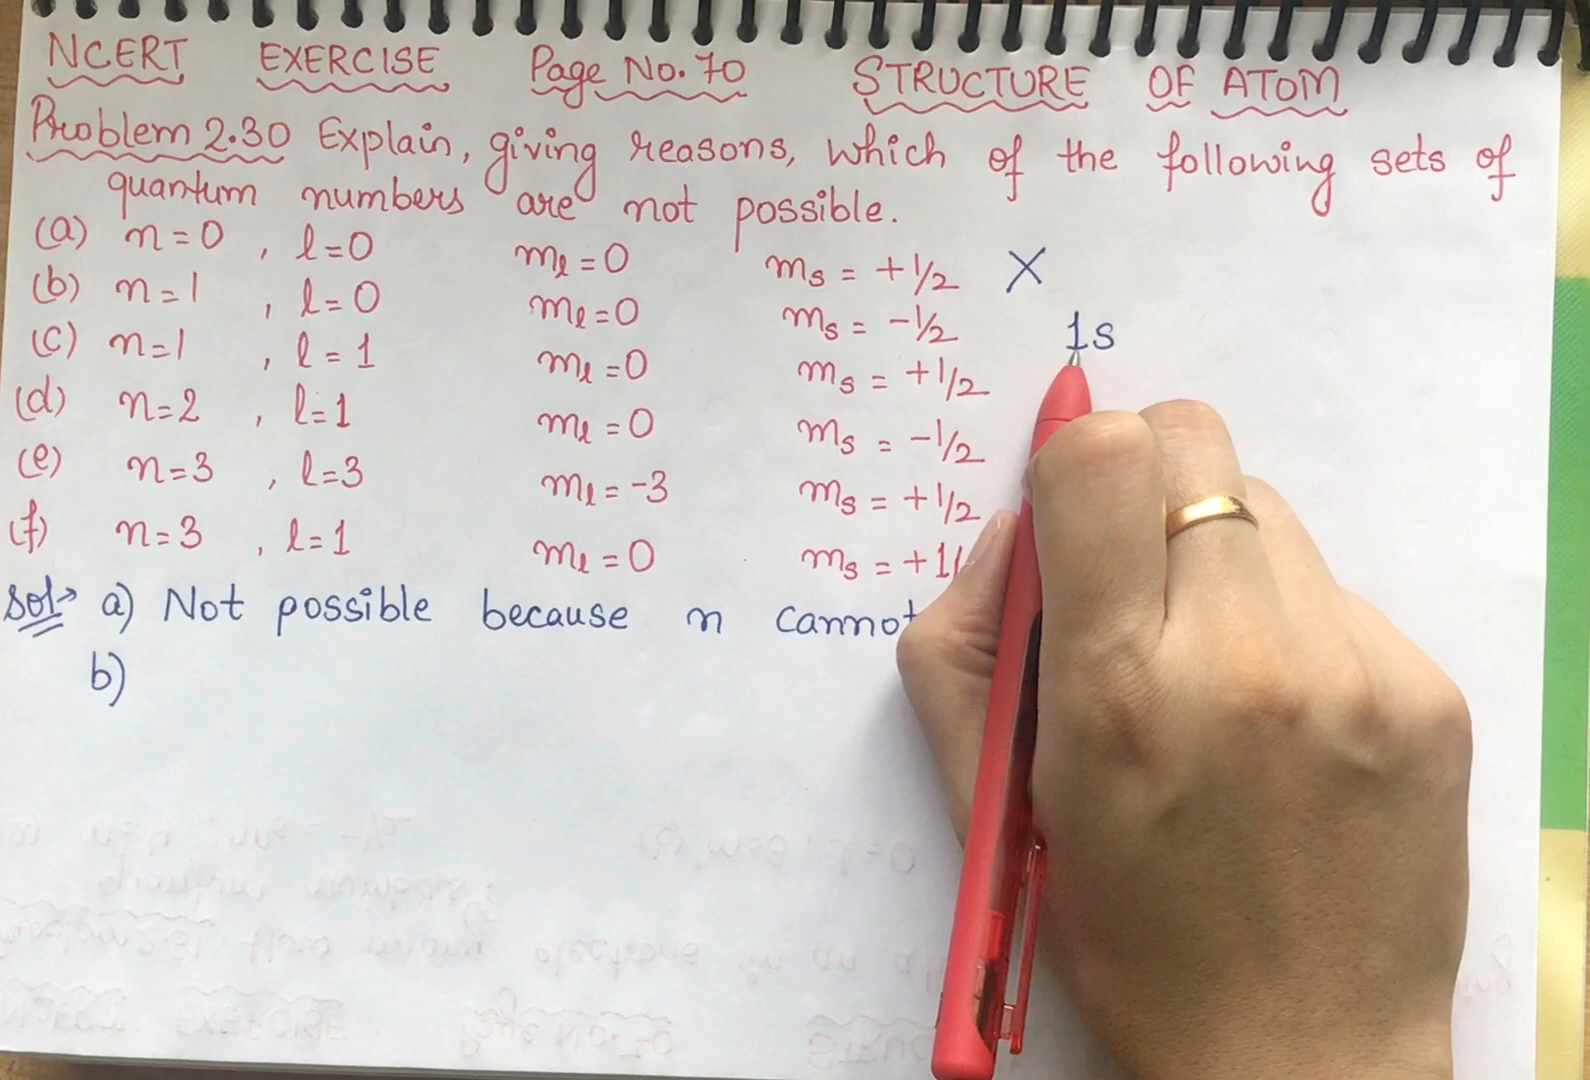 NCERT EXERCISE Page No. 70 STRUCTURE OF ATOM
Problem 2.30 Explain, giving reasons, which of the following sets of
quantum numbers are not possible.
(a) n=0 , l=0 ml=0 ms = +1/2 X
(b) n=1 , l=0 ml=0 ms = -1/2 1s
(c) n=1 , l=1 ml=0 ms = +1/2
(d) n=2 , l=1 ml=0 ms = -1/2
(e) n=3 , l=3 ml=-3 ms = +1/2
(f) n=3 , l=1 ml=0 ms = +1/
Sol→ a) Not possible because n cannot
b)